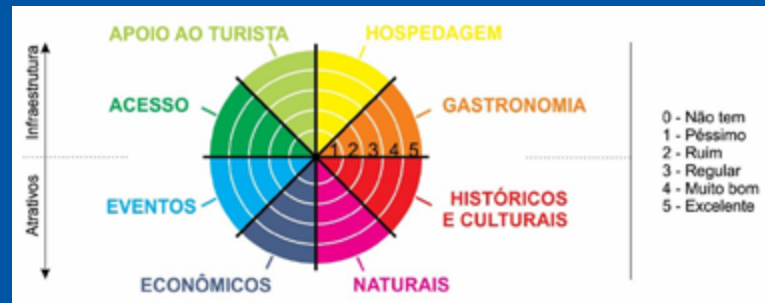 Infraestrutura
Atrativos
APOIO AO TURISTA
HOSPEDAGEM
ACESSO
GASTRONOMIA
1 2 3 4 5
EVENTOS
HISTÓRICOS
E CULTURAIS
ECONÔMICOS
NATURAIS
0 - Não tem
1 - Péssimo
2 - Ruim
3 - Regular
4 - Muito bom
5 - Excelente